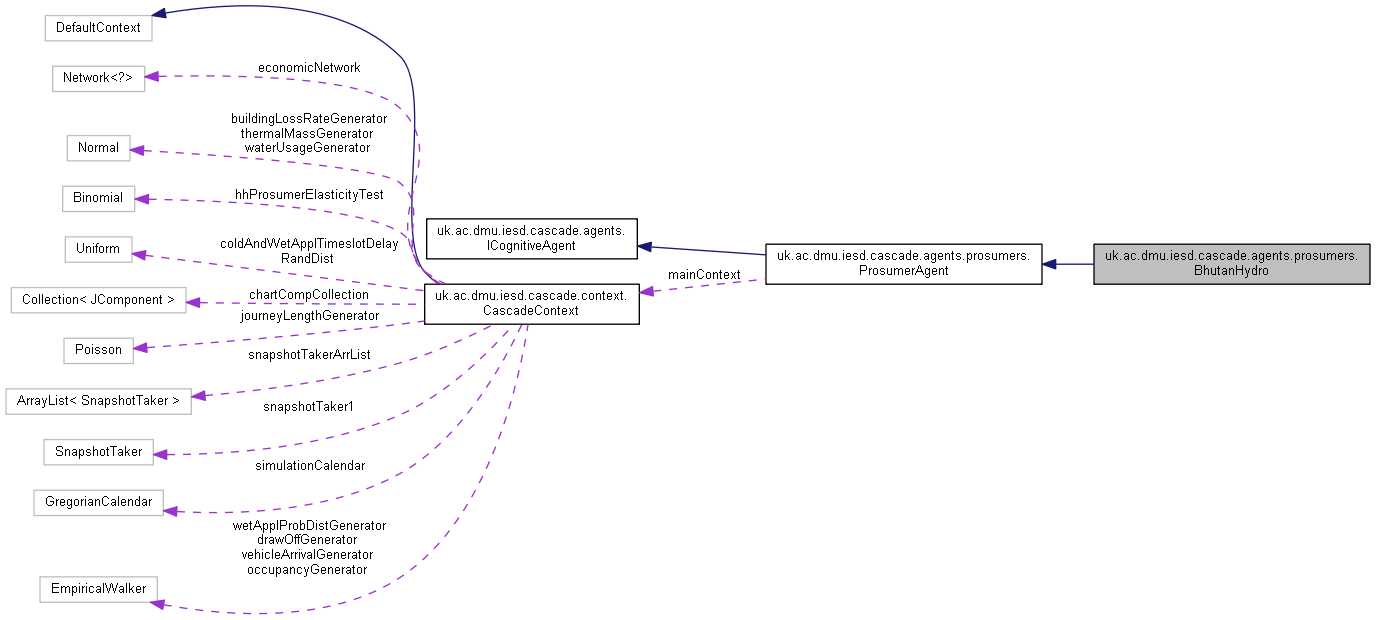 DefaultContext
economicNetwork
Network<?>
buildingLossRateGenerator
thermalMassGenerator
waterUsageGenerator
Normal
hhProsumerElasticityTest
Binomial
coldAndWetApplTimeslotDelay
RandDist
Uniform
uk.ac.dmu.iesd.cascade.agents.
ICognitiveAgent
uk.ac.dmu.iesd.cascade.agents.prosumers.
ProsumerAgent
uk.ac.dmu.iesd.cascade.agents.prosumers.
BhutanHydro
mainContext
chartCompCollection
Collection< JComponent >
uk.ac.dmu.iesd.cascade.context.
CascadeContext
journeyLengthGenerator
Poisson
snapshotTakerArrList
ArrayList< SnapshotTaker >
snapshotTaker1
SnapshotTaker
simulationCalendar
GregorianCalendar
wetApplProbDistGenerator
drawOffGenerator
vehicleArrivalGenerator
occupancyGenerator
EmpiricalWalker